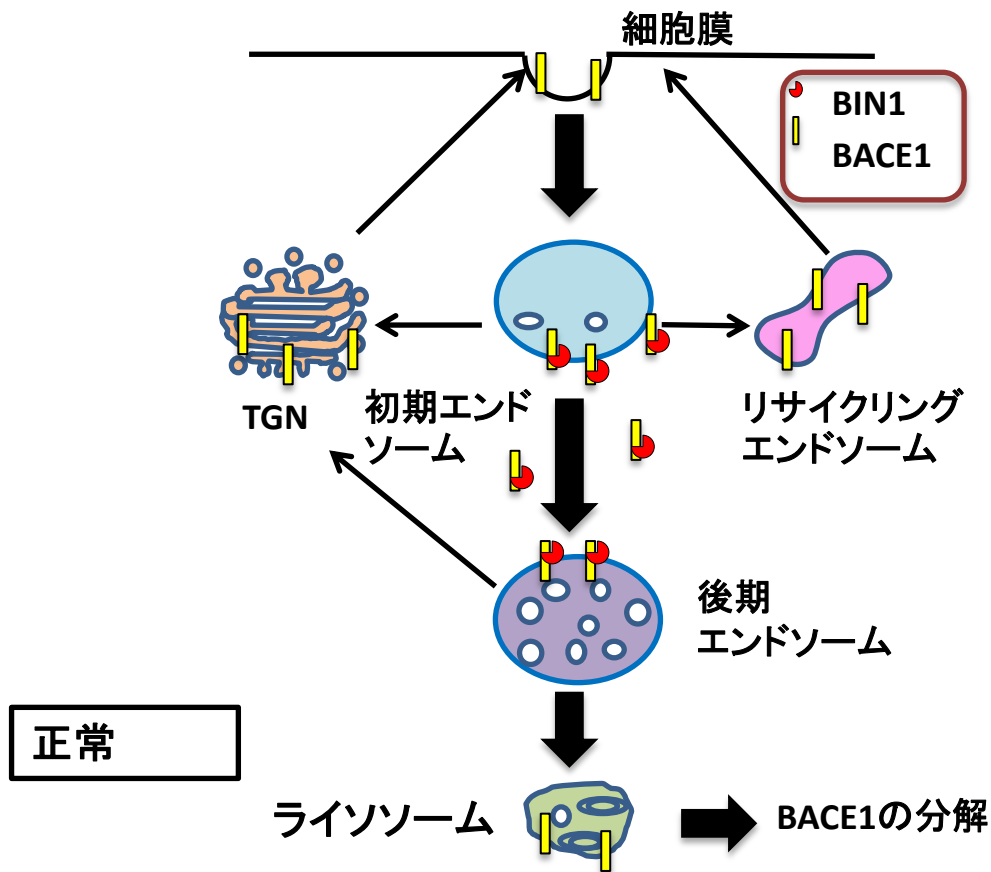 細胞膜
BIN1
BACE1
TGN
初期エンド
ソーム
リサイクリング
エンドソーム
後期
エンドソーム
正常
ライソソーム
BACE1の分解